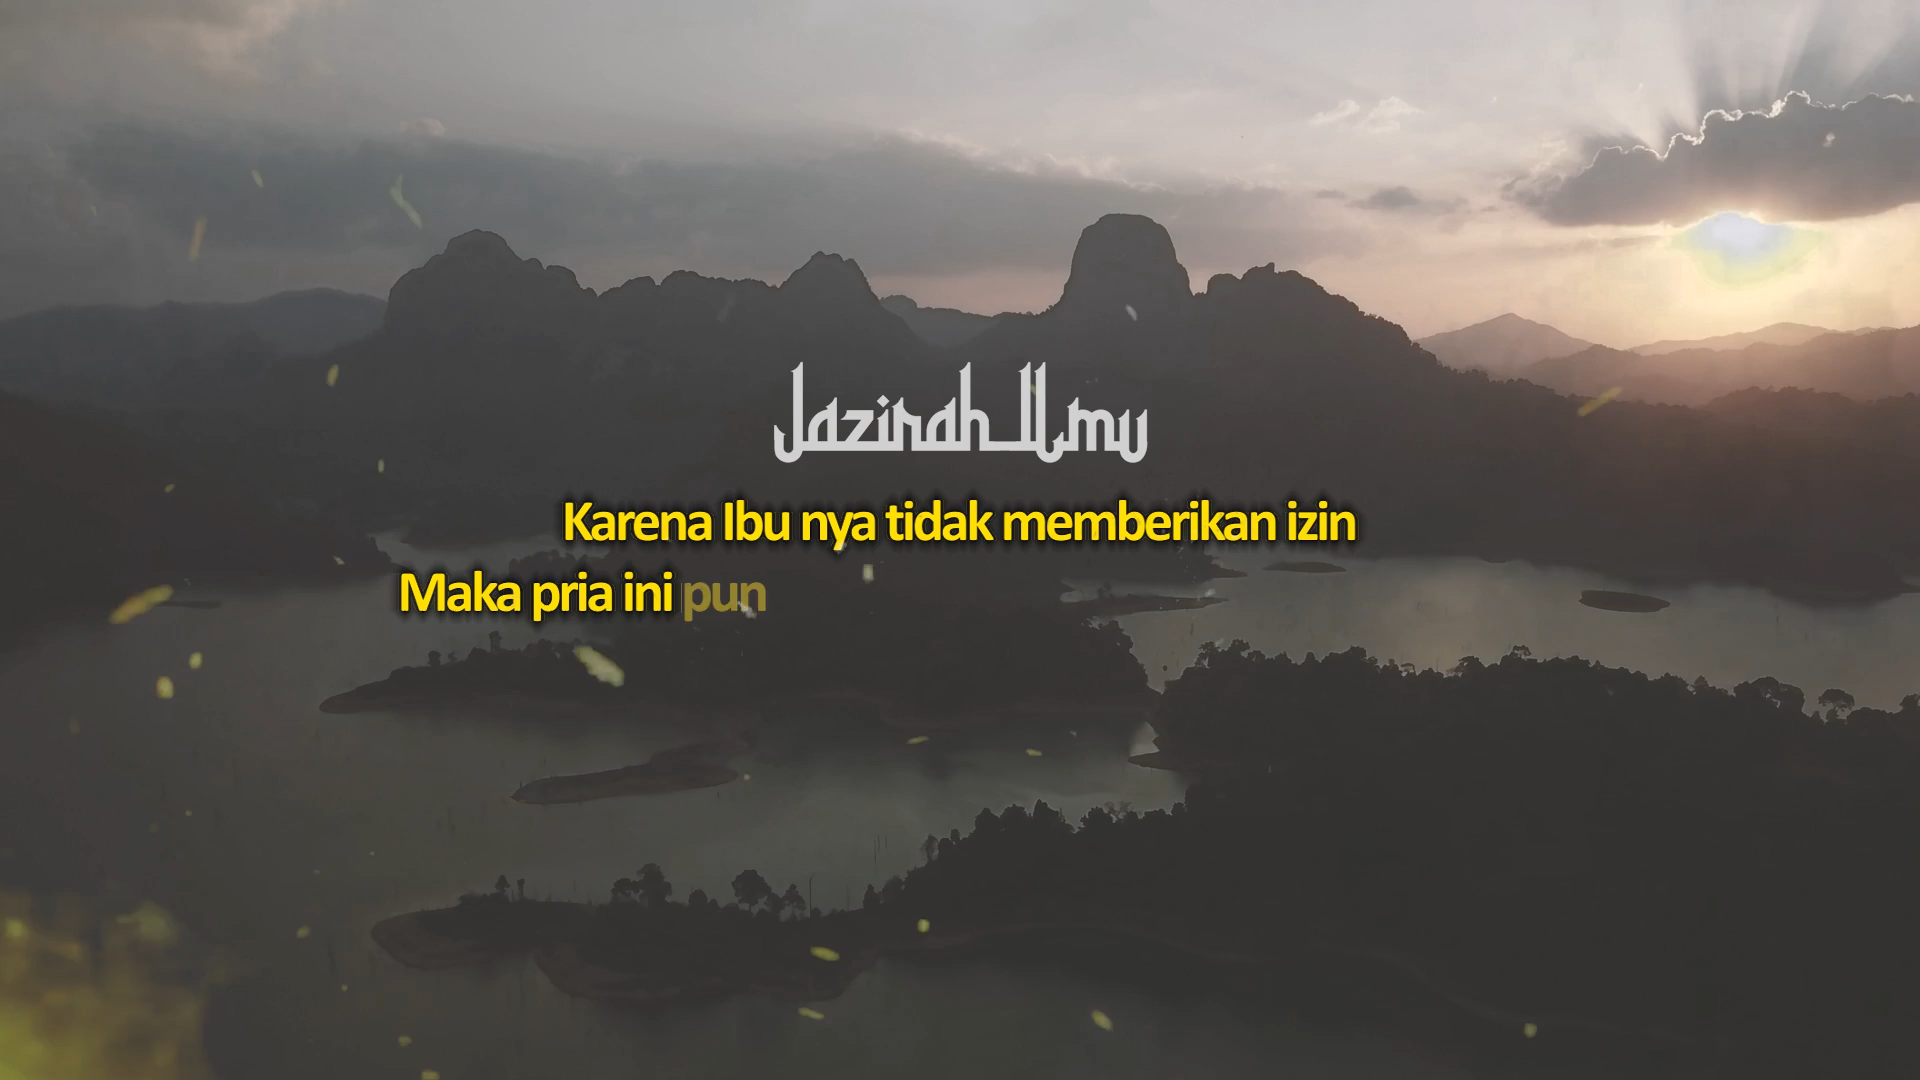 Jazirah Ilmu
Karena Ibu nya tidak memberikan izin
Maka pria ini pun